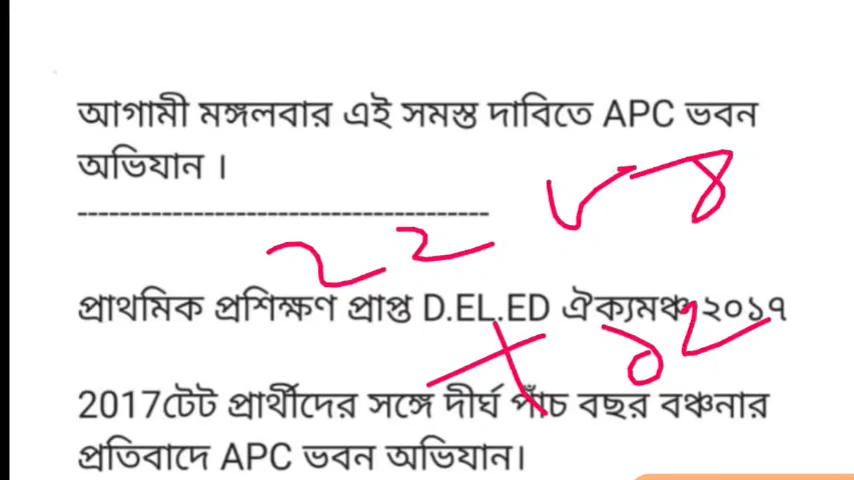 আগামী মঙ্গলবার এই সমস্ত দাবিতে APC ভবন
অভিযান ।
---------------------------------------
22
প্রাথমিক প্রশিক্ষণ প্রাপ্ত D.EL.ED ঐক্যমঞ্চ ২০১৭
2017টেট প্রার্থীদের সঙ্গে দীর্ঘ পাঁচ বছর বঞ্চনার
প্রতিবাদে APC ভবন অভিযান।